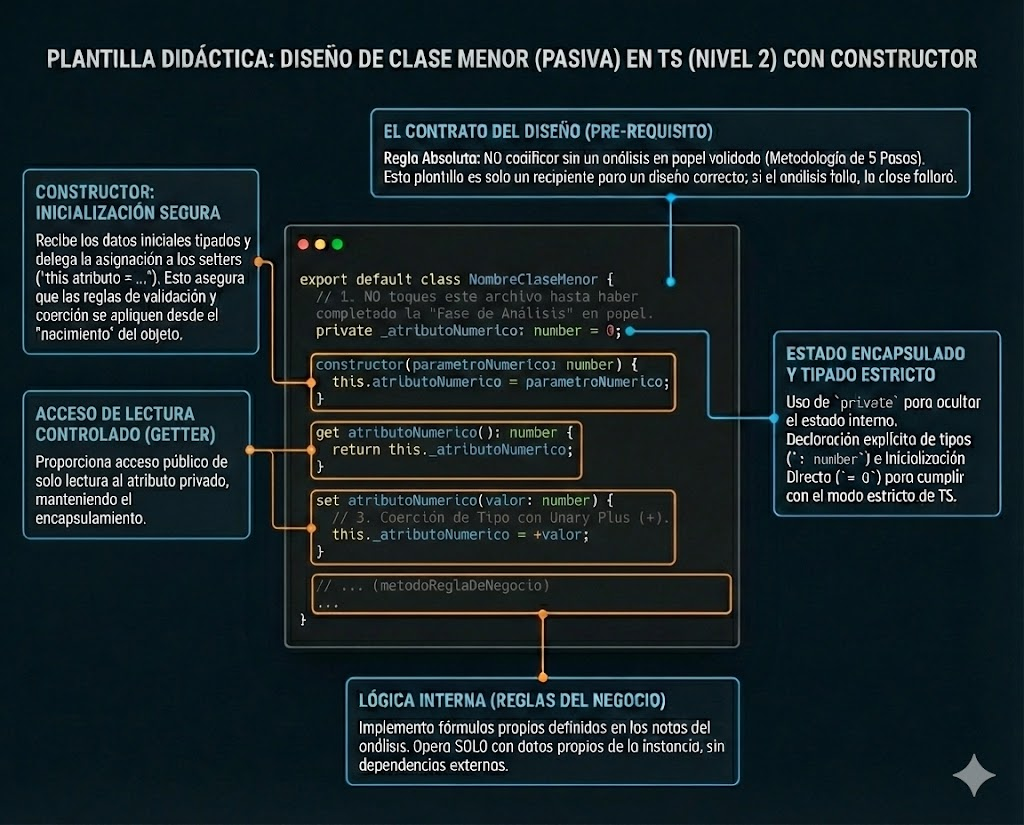 PLANTILLA DIDÁCTICA: DISEÑO DE CLASE MENOR (PASIVA) EN TS (NIVEL 2) CON CONSTRUCTOR
EL CONTRATO DEL DISEÑO (PRE-REQUISITO)
Regla Absoluta: NO codificar sin un análisis en papel validado (Metodología de 5 Pasos).
Esta plantilla es solo un recipiente para un diseño correcto; si el análisis falla, la clase fallará.
CONSTRUCTOR:
INICIALIZACIÓN SEGURA
Recibe los datos iniciales tipados y
delega la asignación a los setters
("this atributo = ..."). Esto asegura
que las reglas de validación y
coerción se apliquen desde el
"nacimiento" del objeto.
ACCESO DE LECTURA
CONTROLADO (GETTER)
Proporciona acceso público de
solo lectura al atributo privado,
manteniendo el
encapsulamiento.
export default class NombreClaseMenor {
// 1. NO toques este archivo hasta haber
completado la "Fase de Análisis" en papel.
private _atributoNumerico: number = 0;
constructor(parametroNumerico: number) {
this.atributoNumerico = parametroNumerico;
}
get atributoNumerico(): number {
return this._atributoNumerico;
}
set atributoNumerico(valor: number) {
// 3. Coerción de Tipo con Unary Plus (+).
this._atributoNumerico = +valor;
}
// ... (metodoReglaDeNegocio)
...
}
ESTADO ENCAPSULADO
Y TIPADO ESTRICTO
Uso de `private` para ocultar
el estado interno.
Declaración explícita de tipos
(`: number`) e Inicialización
Directa (`= 0`) para cumplir
con el modo estricto de TS.
LÓGICA INTERNA (REGLAS DEL NEGOCIO)
Implementa fórmulas propias definidas en las notas del
análisis. Opera SOLO con datos propios de la instancia, sin
dependencias externas.